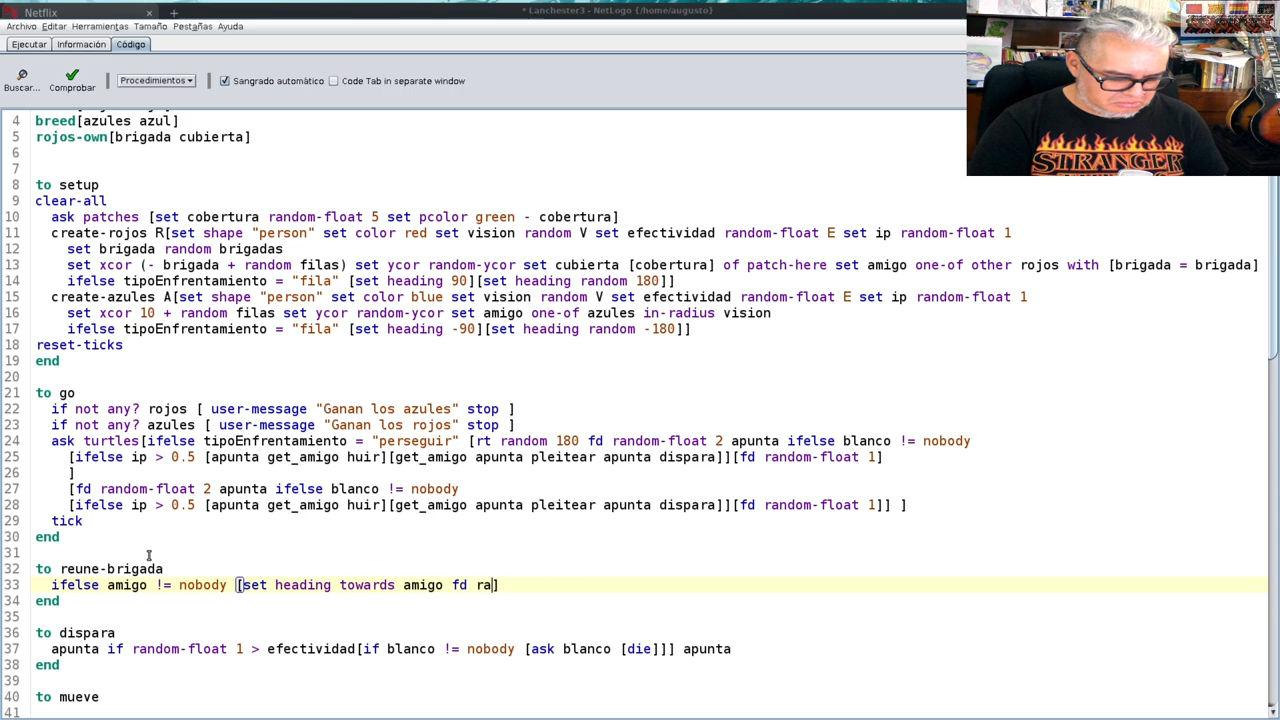 Netflix
* Lanchester3 - NetLogo {/home/augusto}
Archivo Editar Herramientas Tamaño Pestañas Ayuda
Ejecutar Información Código
Buscar... Comprobar Procedimientos Sangrado automático Code Tab in separate window
4 breed[azules azul]
5 rojos-own[brigada cubierta]
6
7
8 to setup
9 clear-all
10 ask patches [set cobertura random-float 5 set pcolor green - cobertura]
11 create-rojos R[set shape "person" set color red set vision random V set efectividad random-float E set ip random-float 1
12 set brigada random brigadas
13 set xcor (- brigada + random filas) set ycor random-ycor set cubierta [cobertura] of patch-here set amigo one-of other rojos with [brigada = brigada]
14 ifelse tipoEnfrentamiento = "fila" [set heading 90][set heading random 180]]
15 create-azules A[set shape "person" set color blue set vision random V set efectividad random-float E set ip random-float 1
16 set xcor 10 + random filas set ycor random-ycor set amigo one-of azules in-radius vision
17 ifelse tipoEnfrentamiento = "fila" [set heading -90][set heading random -180]]
18 reset-ticks
19 end
20
21 to go
22 if not any? rojos [ user-message "Ganan los azules" stop ]
23 if not any? azules [ user-message "Ganan los rojos" stop ]
24 ask turtles[ifelse tipoEnfrentamiento = "perseguir" [rt random 180 fd random-float 2 apunta ifelse blanco != nobody
25 [ifelse ip > 0.5 [apunta get_amigo huir][get_amigo apunta pleitear apunta dispara]][fd random-float 1]
26 ]
27 [fd random-float 2 apunta ifelse blanco != nobody
28 [ifelse ip > 0.5 [apunta get_amigo huir][get_amigo apunta pleitear apunta dispara]][fd random-float 1]] ]
29 tick
30 end
31
32 to reune-brigada
33 ifelse amigo != nobody [set heading towards amigo fd ra]
34 end
35
36 to dispara
37 apunta if random-float 1 > efectividad[if blanco != nobody [ask blanco [die]]] apunta
38 end
39
40 to mueve
41
STRANGER